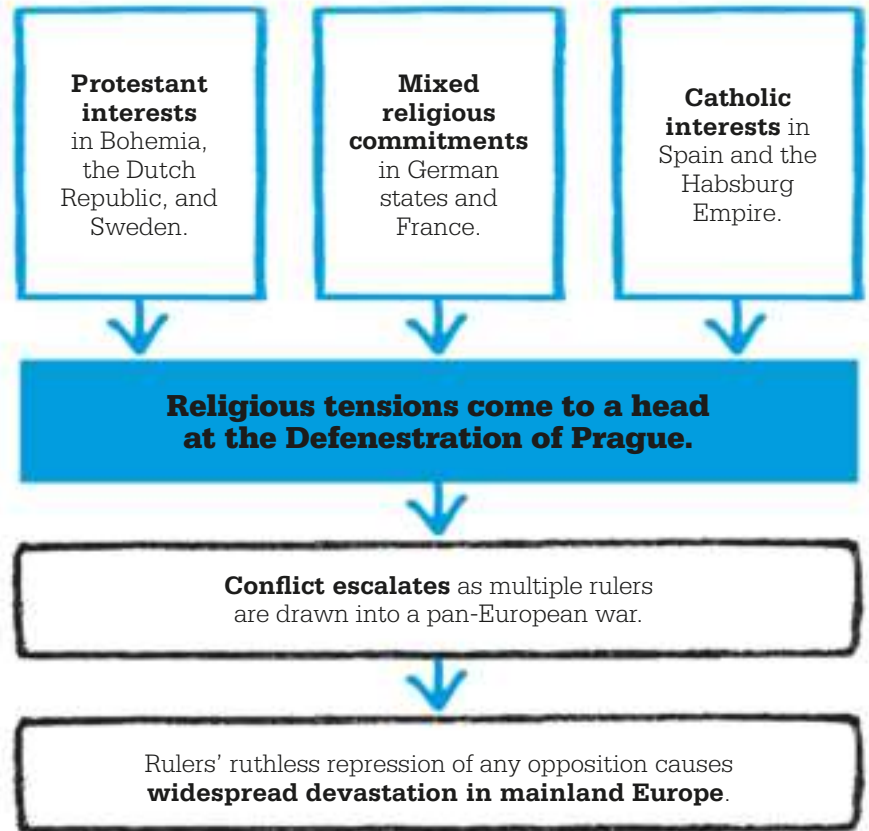 Protestant
interests
in Bohemia,
the Dutch
Republic, and
Sweden.
Mixed
religious
commitments
in German
states and
France.
Catholic
interests in
Spain and the
Habsburg
Empire.
Religious tensions come to a head
at the Defenestration of Prague.
Conflict escalates as multiple rulers
are drawn into a pan-European war.
Rulers’ ruthless repression of any opposition causes
widespread devastation in mainland Europe.